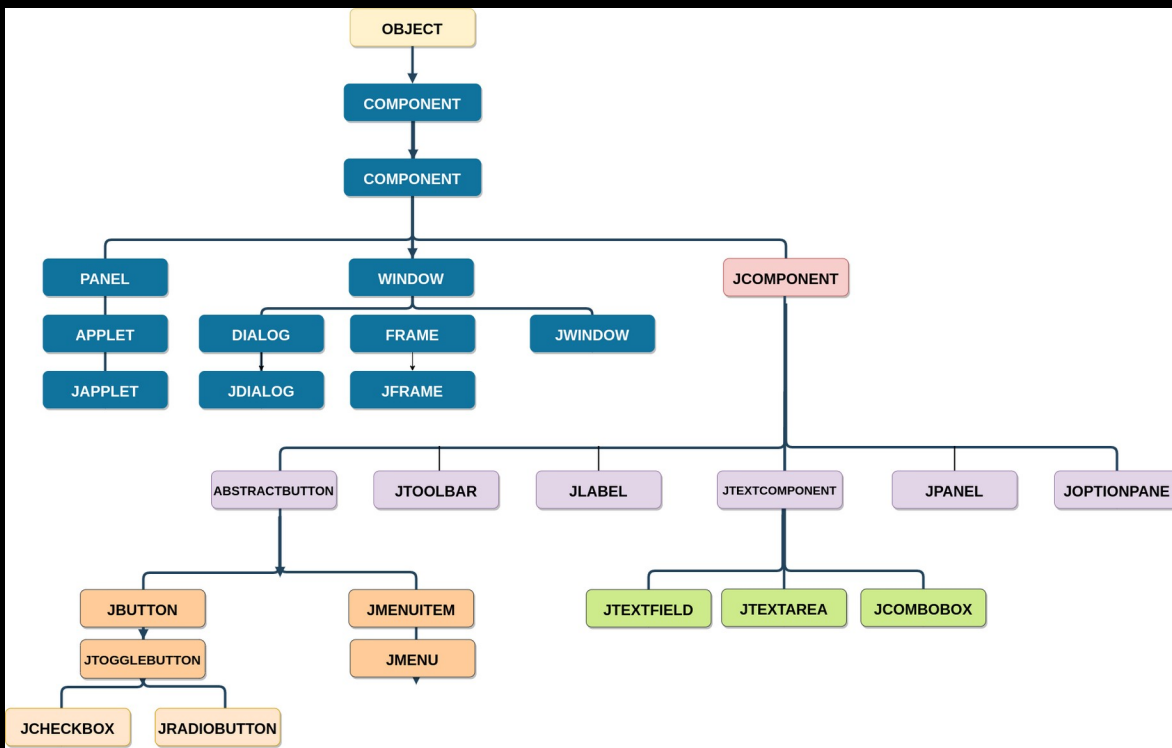 OBJECT
COMPONENT
COMPONENT
PANEL
WINDOW
JCOMPONENT
APPLET
DIALOG
FRAME
JWINDOW
JAPPLET
JDIALOG
JFRAME
ABSTRACTBUTTON
JTOOLBAR
JLABEL
JTEXTCOMPONENT
JPANEL
JOPTIONPANE
JBUTTON
JMENUITEM
JTEXTFIELD
JTEXTAREA
JCOMBOBOX
JTOGGLEBUTTON
JMENU
JCHECKBOX
JRADIOBUTTON